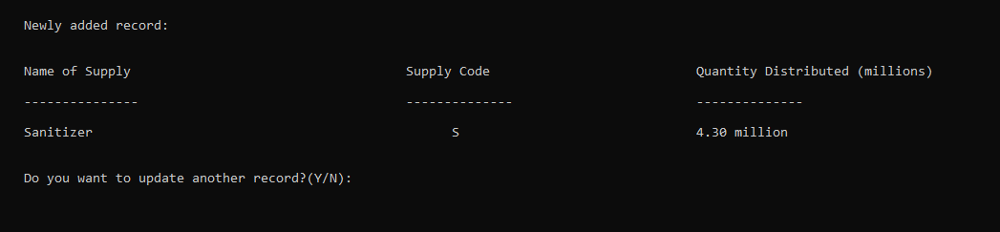 Newly added record:
Name of Supply Supply Code Quantity Distributed (millions)
--------------- -------------- --------------
Sanitizer S 4.30 million
Do you want to update another record?(Y/N):